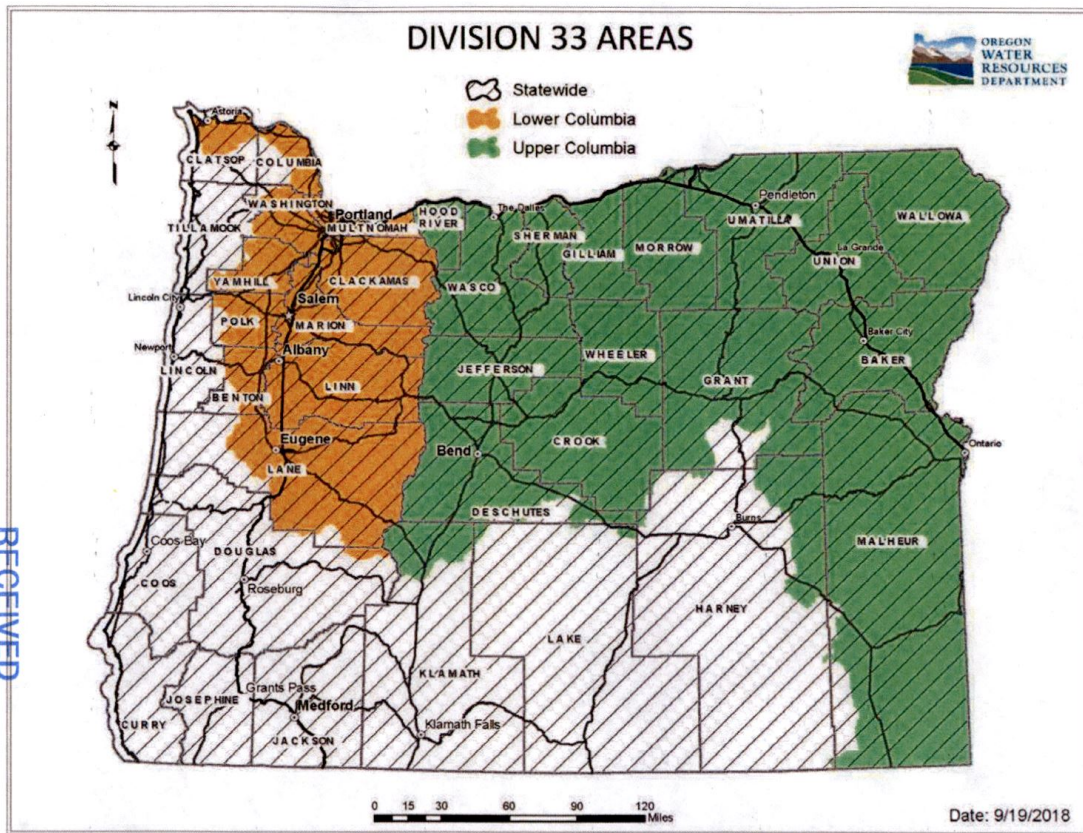 DIVISION 33 AREAS
OREGON
WATER
RESOURCES
DEPARTMENT
Statewide
Lower Columbia
Upper Columbia
N
Astoria
CLATSOP
COLUMBIA
WASHINGTON
Portland
MULTNOMAH
HOOD
RIVER
The Dalles
Pendleton
UMATILLA
WALLOWA
TILLAMOOK
SHERMAN
GILLIAM
MORROW
La Grande
UNION
YAMHILL
CLACKAMAS
WASCO
Lincoln City
Salem
POLK
MARION
Newport
Albany
WHEELER
Baker City
BAKER
LINCOLN
JEFFERSON
LINN
GRANT
BENTON
Eugene
Bend
CROOK
Ontario
LANE
DESCHUTES
Burns
MALHEUR
Coos Bay
DOUGLAS
COOS
Roseburg
HARNEY
LAKE
KLAMATH
Grants Pass
JOSEPHINE
Medford
CURRY
JACKSON
Klamath Falls
RECEIVED
0 15 30 60 90 120
Miles
Date: 9/19/2018